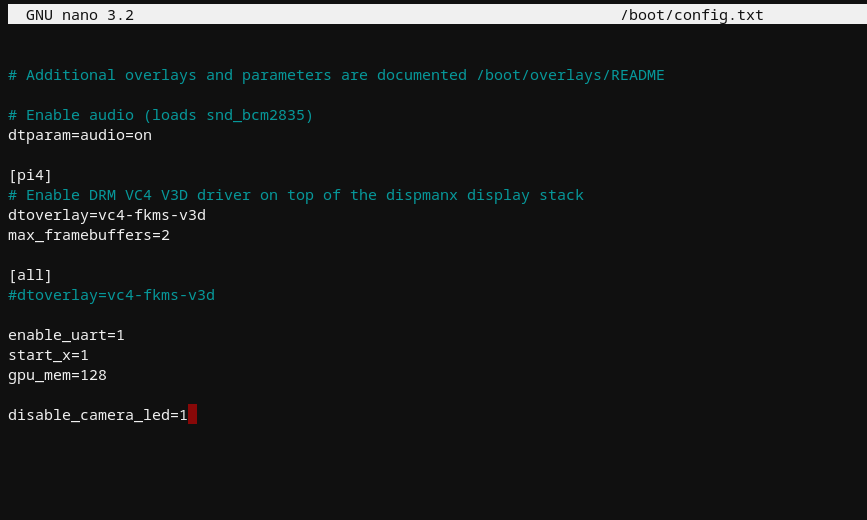 GNU nano 3.2 /boot/config.txt
# Additional overlays and parameters are documented /boot/overlays/README
# Enable audio (loads snd_bcm2835)
dtparam=audio=on
[pi4]
# Enable DRM VC4 V3D driver on top of the dispmanx display stack
dtoverlay=vc4-fkms-v3d
max_framebuffers=2
[all]
#dtoverlay=vc4-fkms-v3d
enable_uart=1
start_x=1
gpu_mem=128
disable_camera_led=1